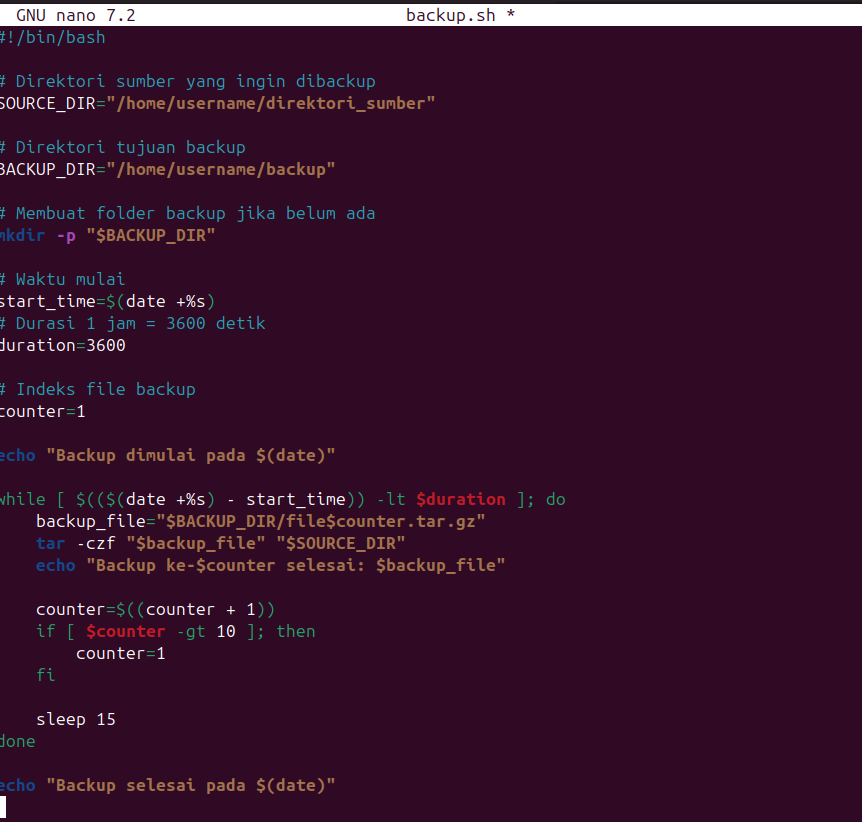 GNU nano 7.2 backup.sh *
#!/bin/bash
# Direktori sumber yang ingin dibackup
SOURCE_DIR="/home/username/direktori_sumber"
# Direktori tujuan backup
BACKUP_DIR="/home/username/backup"
# Membuat folder backup jika belum ada
mkdir -p "$BACKUP_DIR"
# Waktu mulai
start_time=$(date +%s)
# Durasi 1 jam = 3600 detik
duration=3600
# Indeks file backup
counter=1
echo "Backup dimulai pada $(date)"
while [ $(($(date +%s) - start_time)) -lt $duration ]; do
backup_file="$BACKUP_DIR/file$counter.tar.gz"
tar -czf "$backup_file" "$SOURCE_DIR"
echo "Backup ke-$counter selesai: $backup_file"
counter=$((counter + 1))
if [ $counter -gt 10 ]; then
counter=1
fi
sleep 15
done
echo "Backup selesai pada $(date)"